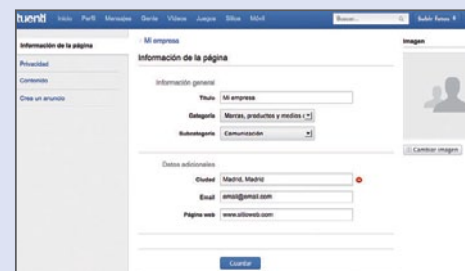 tuenti Inicio Perfil Mensajes Gente Vídeos Juegos Sitios Móvil Buscar... Subir fotos
Información de la página
Privacidad
Contenido
Crea un anuncio
Mi empresa
Información de la página
Información general
Título Mi empresa
Categoría Marcas, productos y medios c
Subcategoría Comunicación
Datos adicionales
Ciudad Madrid, Madrid
Email email@email.com
Página web www.sitioweb.com
Guardar
Imagen
Cambiar imagen